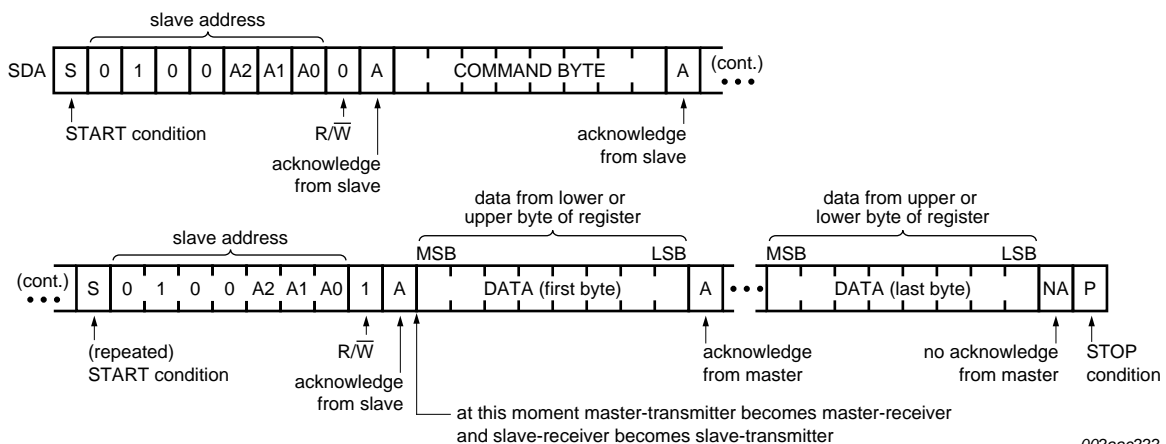 slave address
SDA S 0 1 0 0 A2 A1 A0 0 A COMMAND BYTE A (cont.)
START condition R/W acknowledge
acknowledge from slave
from slave
data from lower or data from upper or
upper byte of register lower byte of register
slave address
MSB LSB MSB LSB
(cont.) S 0 1 0 0 A2 A1 A0 1 A DATA (first byte) A DATA (last byte) NA P
(repeated) R/W acknowledge no acknowledge STOP
START condition acknowledge from master from master condition
from slave
at this moment master-transmitter becomes master-receiver
and slave-receiver becomes slave-transmitter